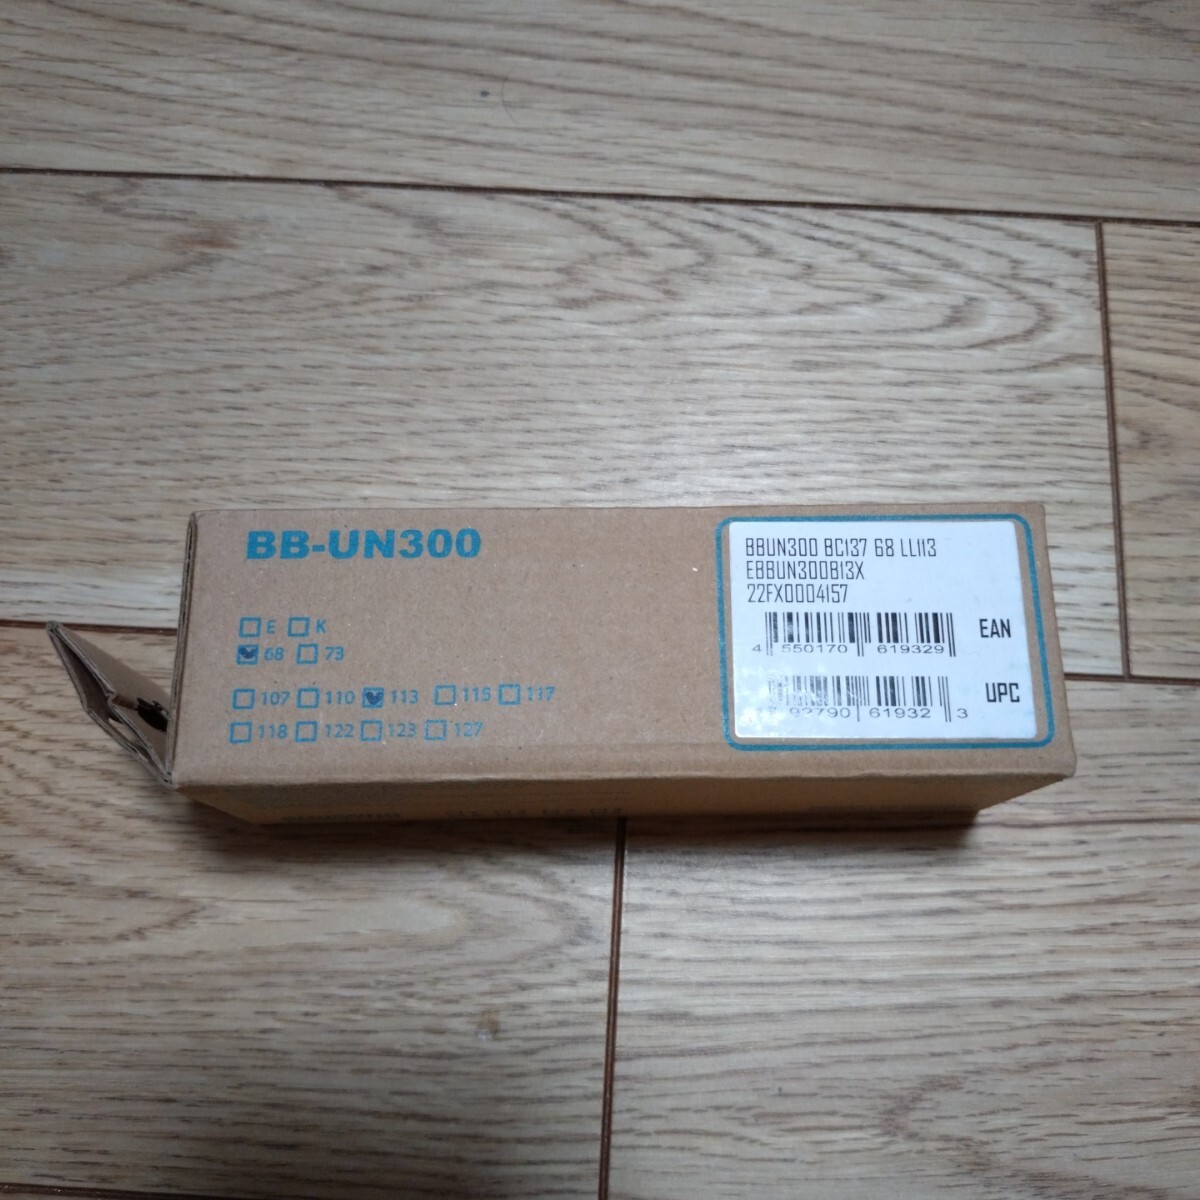 BB-UN300
E K
68 73
107 110 113 115 117
118 122 123 127
BBUN300 BC137 68 LL113
EBBUN300B13X
22FX0004157
EAN
4 550170 619329
UPC
92790 61932 3